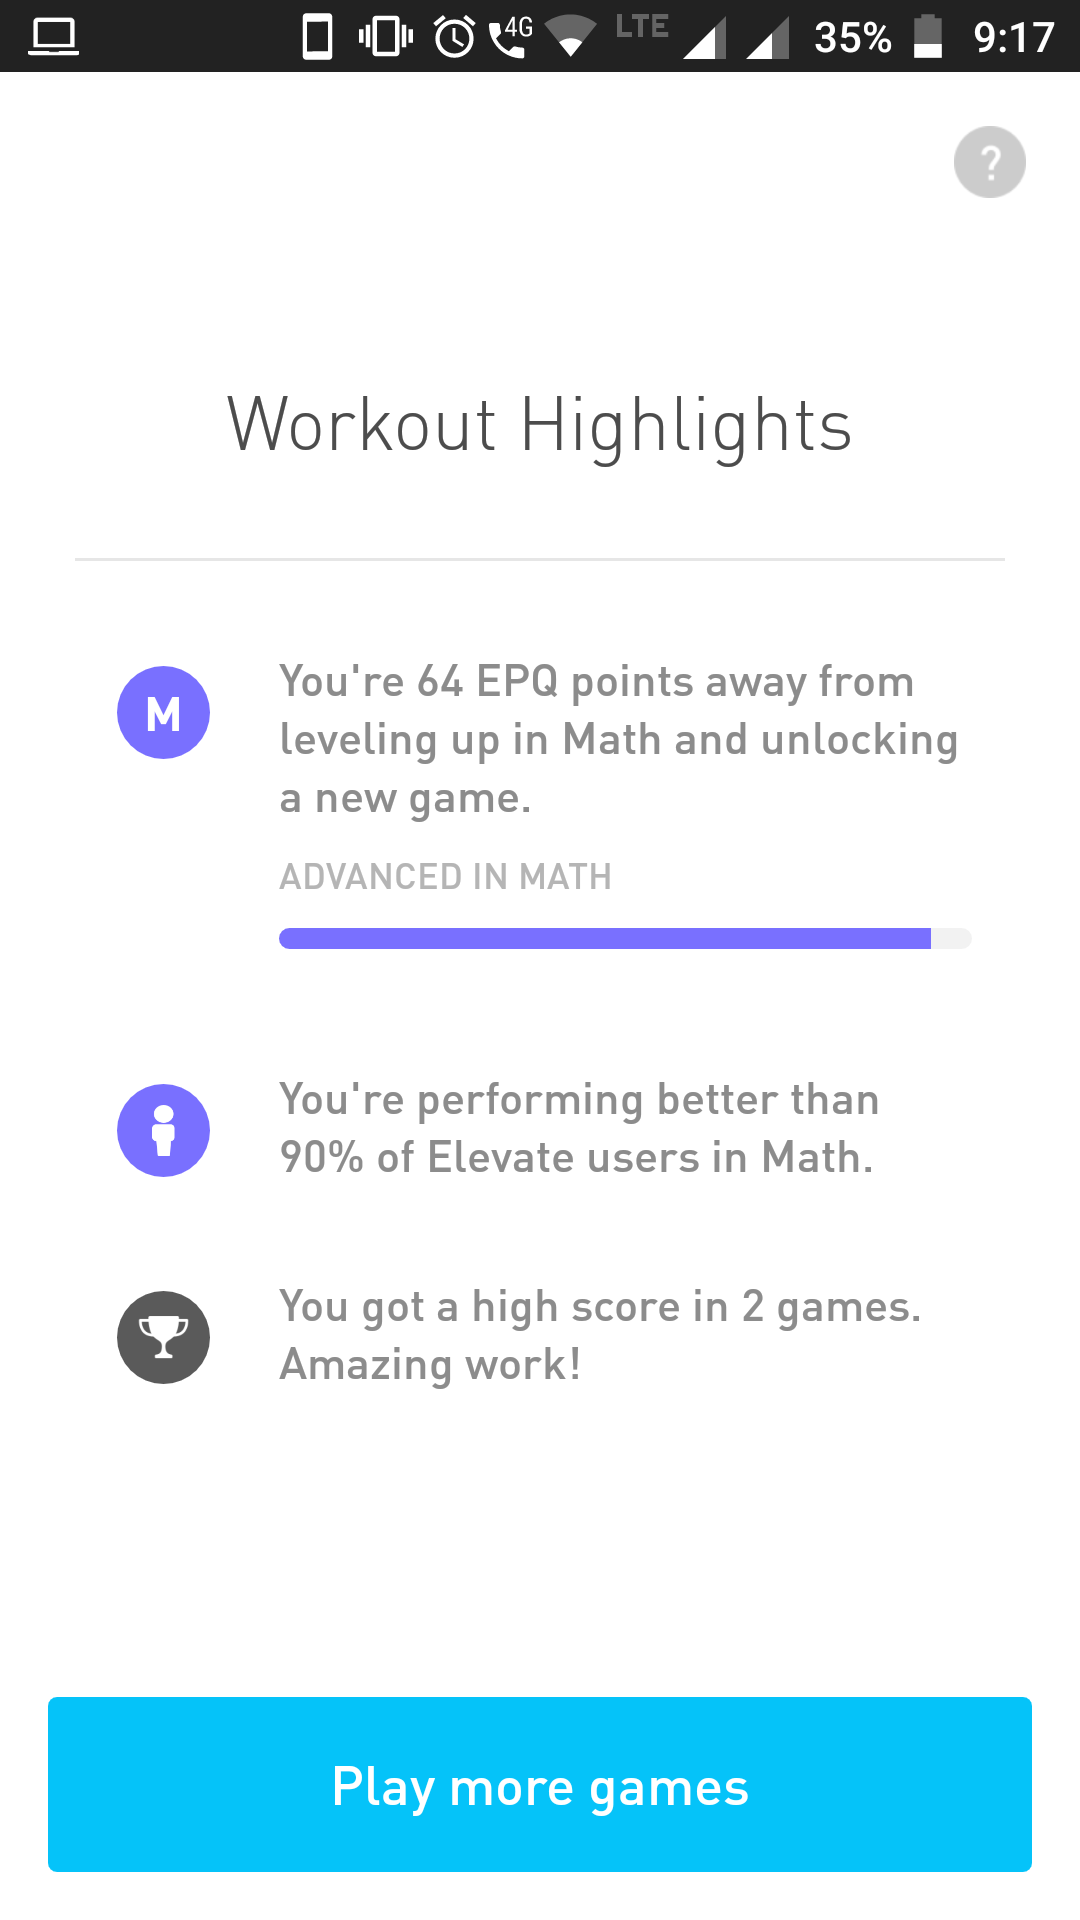 4G LTE 35% 9:17
?
Workout Highlights
M
You're 64 EPQ points away from
leveling up in Math and unlocking
a new game.
ADVANCED IN MATH
You're performing better than
90% of Elevate users in Math.
You got a high score in 2 games.
Amazing work!
Play more games